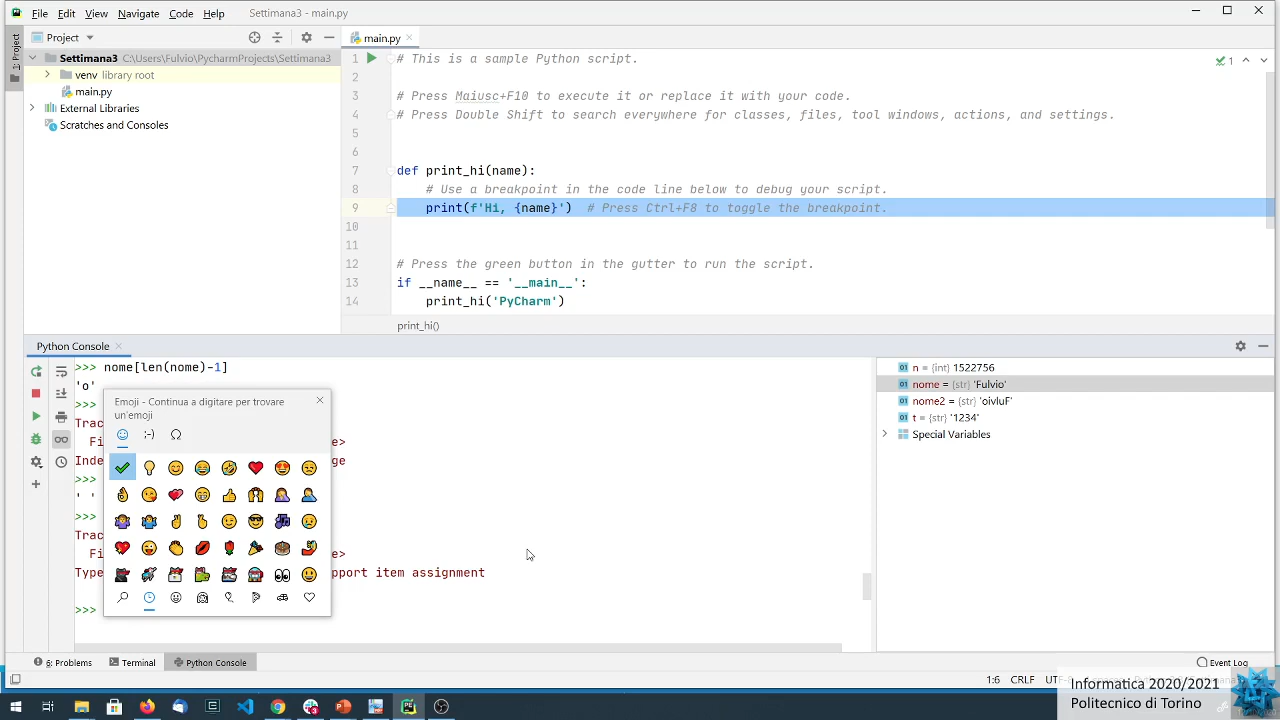 File Edit View Navigate Code Help Settimana3 - main.py
Project
Project
main.py
Settimana3 C:\Users\Fulvio\PycharmProjects\Settimana3
venv library root
main.py
External Libraries
Scratches and Consoles
1 # This is a sample Python script.
1
2
3 # Press Maiusc+F10 to execute it or replace it with your code.
4 # Press Double Shift to search everywhere for classes, files, tool windows, actions, and settings.
5
6
7 def print_hi(name):
8 # Use a breakpoint in the code line below to debug your script.
9 print(f'Hi, {name}') # Press Ctrl+F8 to toggle the breakpoint.
10
11
12 # Press the green button in the gutter to run the script.
13 if __name__ == '__main__':
14 print_hi('PyCharm')
print_hi()
Python Console
>>> nome[len(nome)-1]
'o'
>>>
Trac
Fi
e>
Inde
ge
>>>
' '
>>>
Trac
Fi
e>
Type
pport item assignment
>>>
Emoji - Continua a digitare per trovare
un'emoji
;-)
Ω
n = {int} 1522756
nome = {str} 'Fulvio'
nome2 = {str} 'oivluF'
t = {str} '1234'
Special Variables
6: Problems Terminal Python Console
Event Log
1:6 CRLF
Informatica 2020/2021
Politecnico di Torino